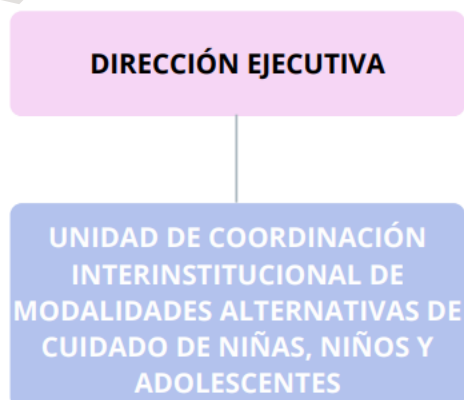 DIRECCIÓN EJECUTIVA
UNIDAD DE COORDINACIÓN
INTERINSTITUCIONAL DE
MODALIDADES ALTERNATIVAS DE
CUIDADO DE NIÑAS, NIÑOS Y
ADOLESCENTES